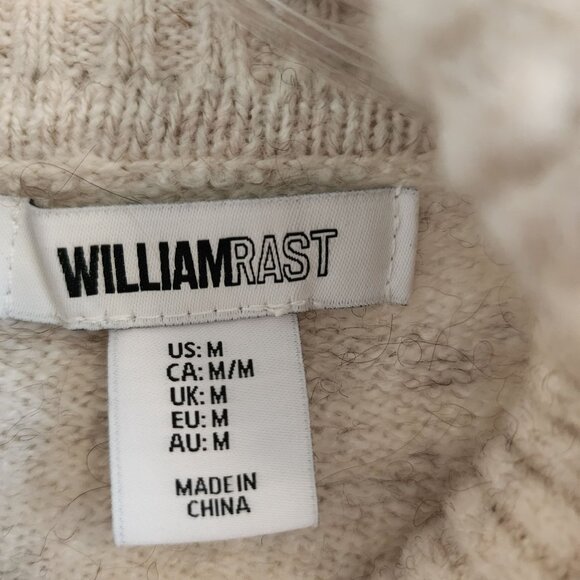 WILLIAMRAST
US: M
CA: M/M
UK: M
EU: M
AU: M
MADE IN
CHINA